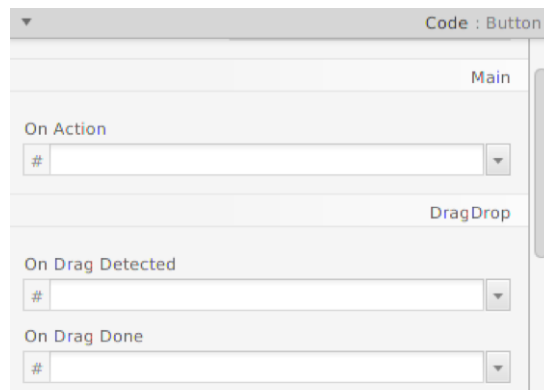 Code : Button
Main
On Action
#
DragDrop
On Drag Detected
#
On Drag Done
#